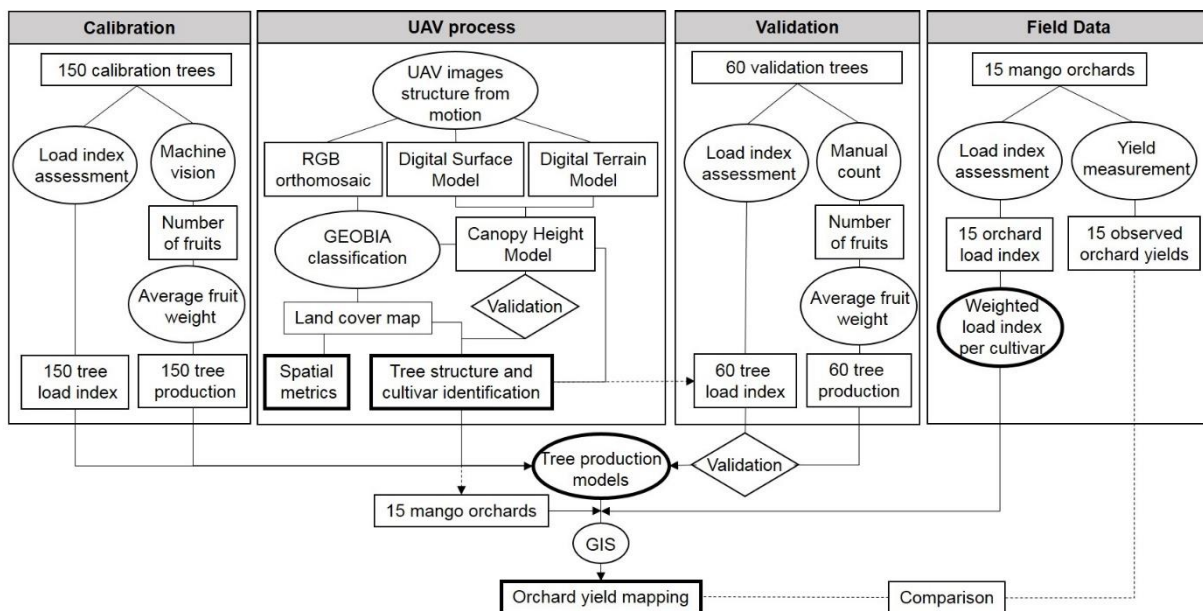 Calibration
150 calibration trees
Load index
assessment
Machine
vision
Number
of fruits
Average fruit
weight
150 tree
load index
150 tree
production
UAV process
UAV images
structure from
motion
RGB
orthomosaic
Digital Surface
Model
Digital Terrain
Model
GEOBIA
classification
Canopy Height
Model
Validation
Land cover map
Spatial
metrics
Tree structure and
cultivar identification
Validation
60 validation trees
Load index
assessment
Manual
count
Number
of fruits
Average fruit
weight
60 tree
load index
60 tree
production
Field Data
15 mango orchards
Load index
assessment
Yield
measurement
15 orchard
load index
15 observed
orchard yields
Weighted
load index
per cultivar
Tree production
models
Validation
15 mango orchards
GIS
Orchard yield mapping
Comparison